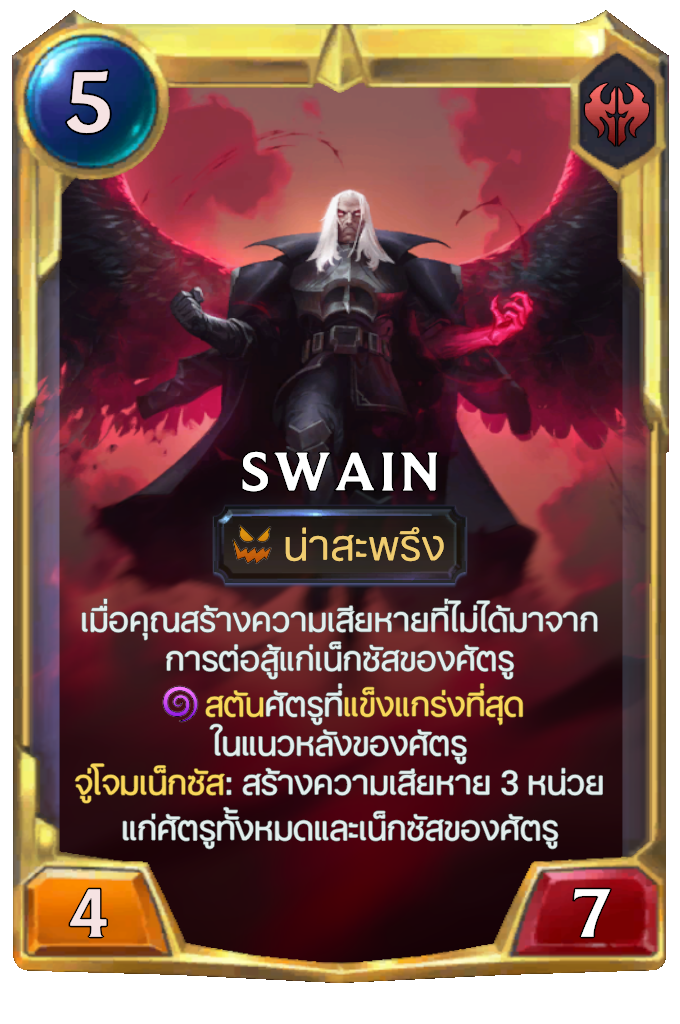 5
SWAIN
น่าสะพรึง
เมื่อคุณสร้างความเสียหายที่ไม่ได้มาจาก
การต่อสู้แก่เน็กซัสของศัตรู
สตันศัตรูที่แข็งแกร่งที่สุด
ในแนวหลังของศัตรู
จู่โจมเน็กซัส: สร้างความเสียหาย 3 หน่วย
แก่ศัตรูทั้งหมดและเน็กซัสของศัตรู
4
7